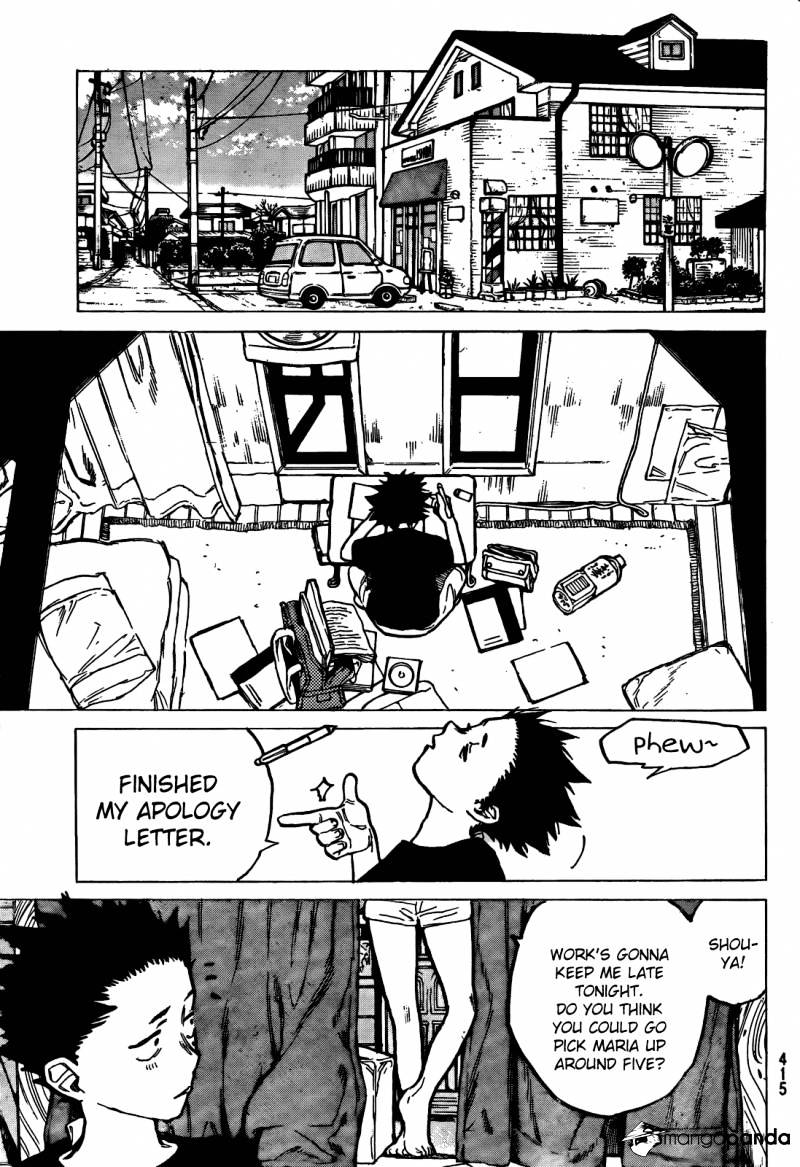 Phew~
FINISHED
MY APOLOGY
LETTER.
SHOU-
YA!
WORK'S GONNA
KEEP ME LATE
TONIGHT.
DO YOU THINK
YOU COULD GO
PICK MARIA UP
AROUND FIVE?
415
mangapanda